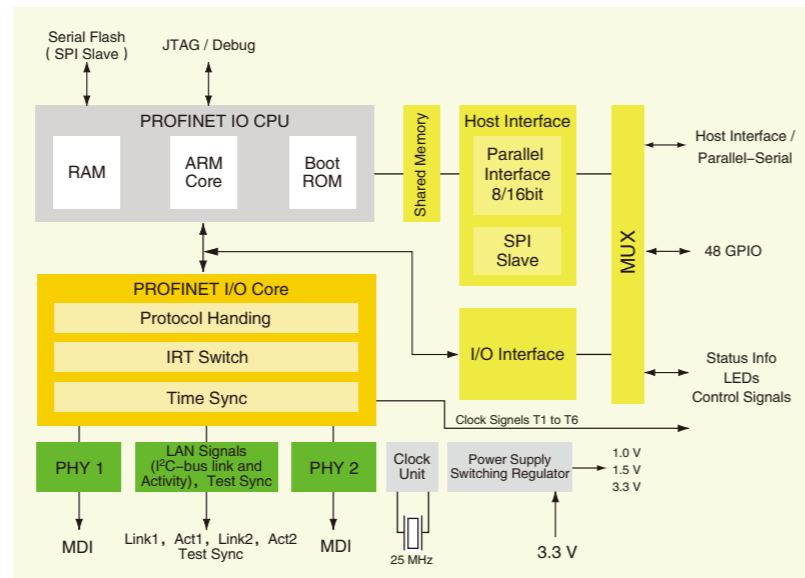 Serial Flash
( SPI Slave )
JTAG / Debug
PROFINET IO CPU
RAM
ARM
Core
Boot
ROM
Shared Memory
Host Interface
Parallel
Interface
8/16bit
SPI
Slave
MUX
Host Interface /
Parallel–Serial
48 GPIO
PROFINET I/O Core
Protocol Handing
IRT Switch
Time Sync
I/O Interface
Status Info
LEDs
Control Signals
Clock Signels T1 to T6
PHY 1
LAN Signals
(I²C–bus link and
Activity), Test Sync
PHY 2
Clock
Unit
Power Supply
Switching Regulator
1.0 V
1.5 V
3.3 V
MDI
Link1, Act1, Link2, Act2
Test Sync
MDI
25 MHz
3.3 V